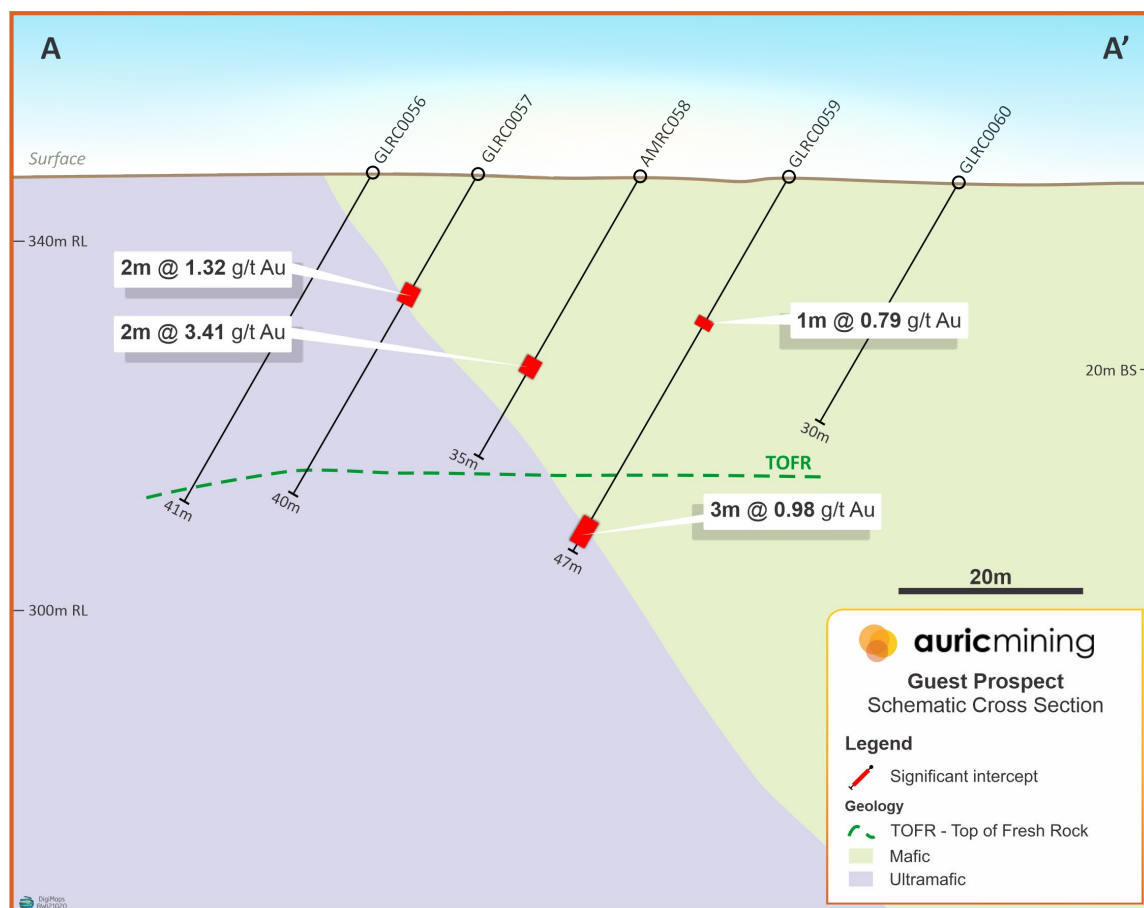 A
A’
GLRC0056
GLRC0057
AMRC058
GLRC0059
GLRC0060
Surface
340m RL
2m @ 1.32 g/t Au
2m @ 3.41 g/t Au
1m @ 0.79 g/t Au
20m BS
30m
35m
TOFR
41m
40m
3m @ 0.98 g/t Au
47m
20m
300m RL
auricmining
Guest Prospect
Schematic Cross Section
Legend
Significant intercept
Geology
TOFR - Top of Fresh Rock
Mafic
Ultramafic
DigiMaps